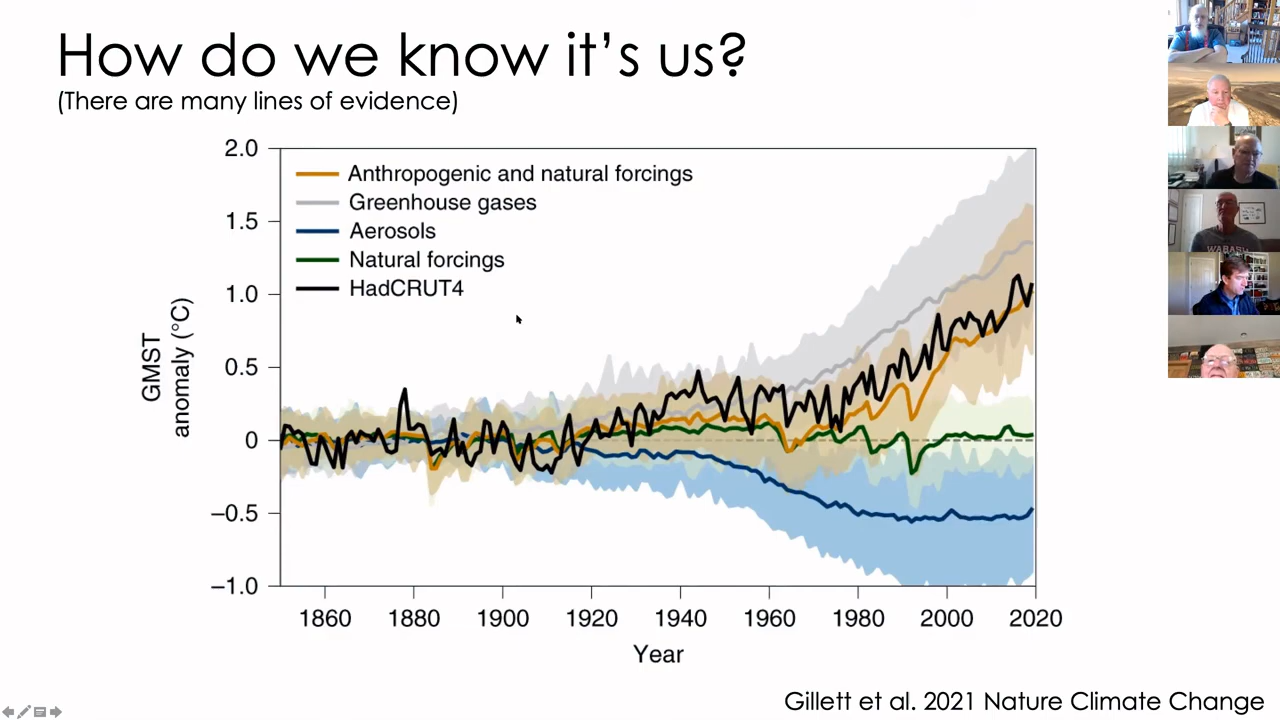 How do we know it's us?
(There are many lines of evidence)
2.0
1.5
1.0
0.5
0
−0.5
−1.0
GMST
anomaly (°C)
Anthropogenic and natural forcings
Greenhouse gases
Aerosols
Natural forcings
HadCRUT4
1860 1880 1900 1920 1940 1960 1980 2000 2020
Year
Gillett et al. 2021 Nature Climate Change
WABASH